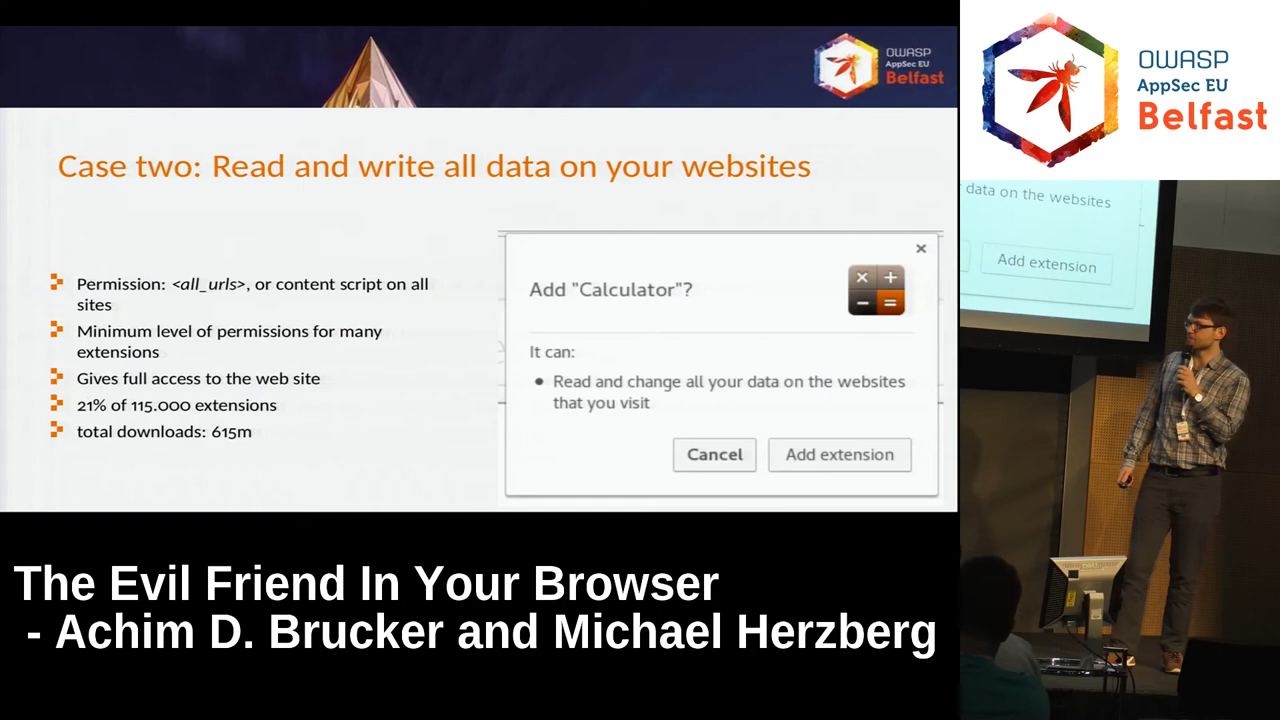 OWASP
AppSec EU
Belfast
Case two: Read and write all data on your websites
Permission: <all_urls>, or content script on all
sites
Minimum level of permissions for many
extensions
Gives full access to the web site
21% of 115.000 extensions
total downloads: 615m
Add "Calculator"?
It can:
Read and change all your data on the websites
that you visit
Cancel
Add extension
OWASP
AppSec EU
Belfast
data on the websites
Add extension
The Evil Friend In Your Browser
- Achim D. Brucker and Michael Herzberg